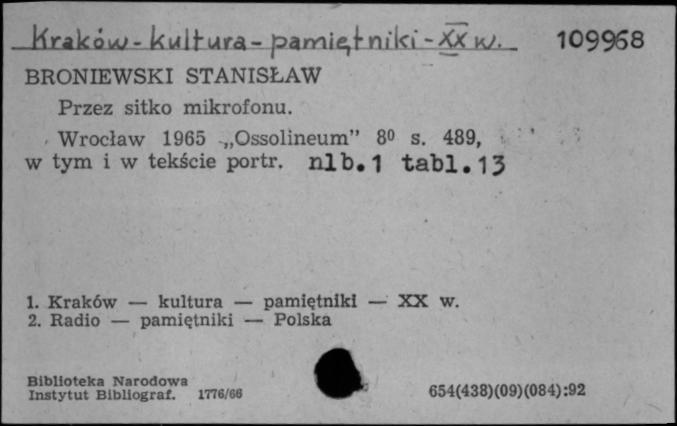 Kraków - kultura - pamiętniki - XX w. 109968
BRONIEWSKI STANISŁAW
Przez sitko mikrofonu.
Wrocław 1965 „Ossolineum” 8⁰ s. 489,
w tym i w tekście portr. nlb.1 tabl.13
1. Kraków — kultura — pamiętniki — XX w.
2. Radio — pamiętniki — Polska
Biblioteka Narodowa
Instytut Bibliograf. 1776/66
654(438)(09)(084):92